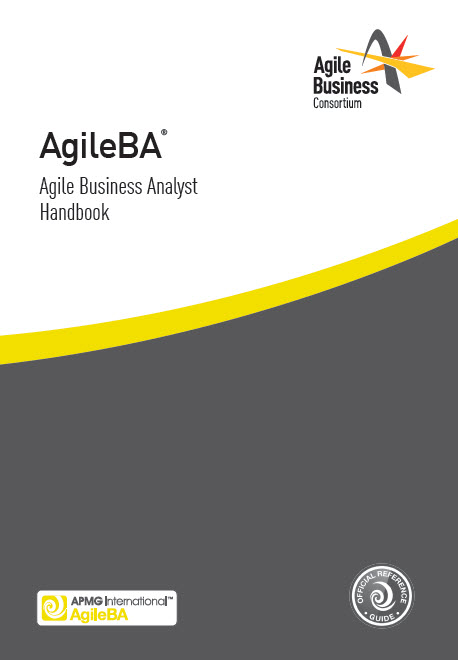 Agile
Business
Consortium
AgileBA®
Agile Business Analyst
Handbook
APMG International™
AgileBA
OFFICIAL REFERENCE
• GUIDE •